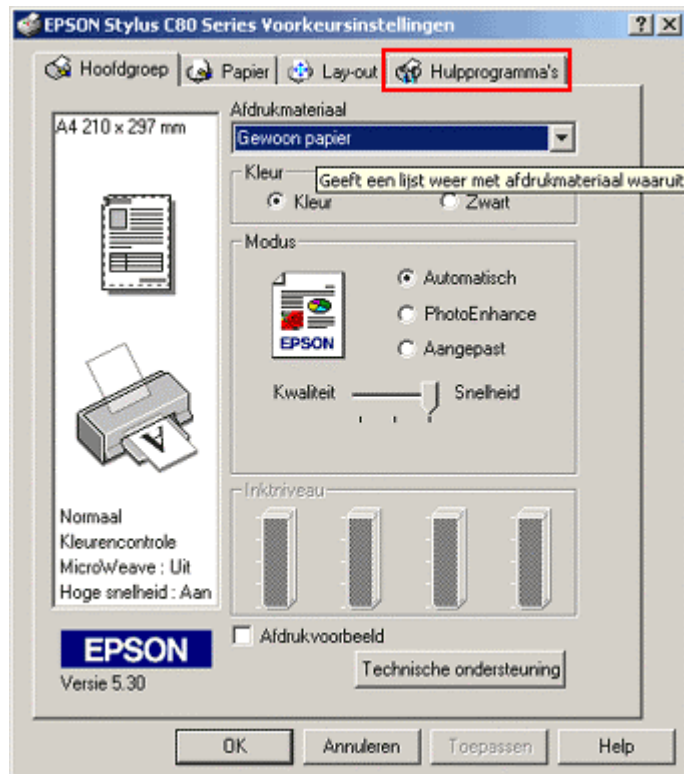 EPSON Stylus C80 Series Voorkeursinstellingen
Hoofdgroep
Papier
Lay-out
Hulpprogramma's
A4 210 x 297 mm
Afdrukmateriaal
Gewoon papier
Geeft een lijst weer met afdrukmateriaal waaruit
Kleur
Kleur
Zwart
Modus
EPSON
Automatisch
PhotoEnhance
Aangepast
Kwaliteit
Snelheid
Inktniveau
Normaal
Kleurencontrole
MicroWeave : Uit
Hoge snelheid : Aan
EPSON
Versie 5.30
Afdrukvoorbeeld
Technische ondersteuning
OK
Annuleren
Toepassen
Help